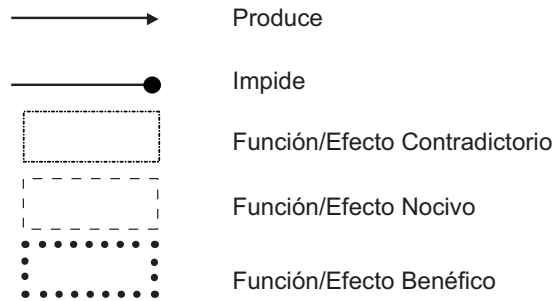 Produce
Impide
Función/Efecto Contradictorio
Función/Efecto Nocivo
Función/Efecto Benéfico